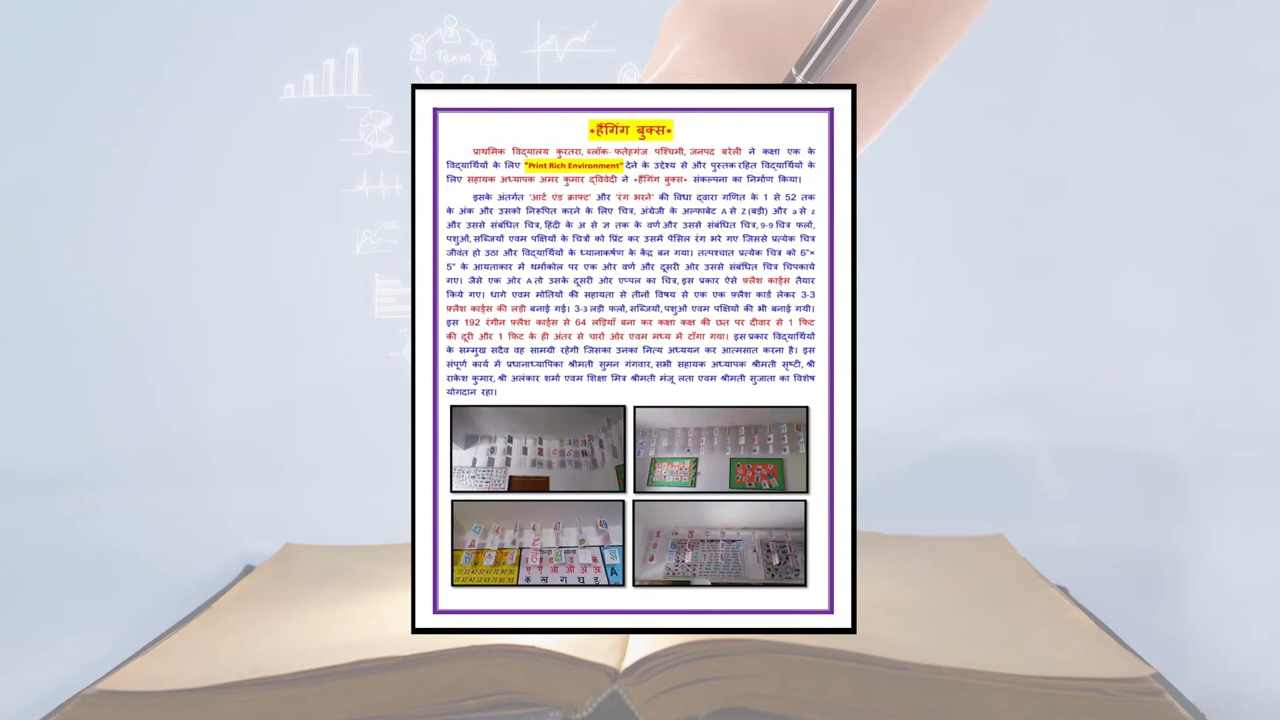 Team
*हैंगिंग बुक्स*
प्राथमिक विद्यालय कुरतरा, ब्लॉक- फतेहगंज पश्चिमी, जनपद बरेली ने कक्षा एक के
विद्यार्थियों के लिए "Print Rich Environment" देने के उद्देश्य से और पुस्तक रहित विद्यार्थियों के
लिए सहायक अध्यापक अमर कुमार द्विवेदी ने *हैंगिंग बुक्स* संकल्पना का निर्माण किया।
इसके अंतर्गत 'आर्ट एंड क्राफ्ट' और 'रंग भरने' की विधा द्वारा गणित के 1 से 52 तक
के अंक और उसको निरूपित करने के लिए चित्र, अंग्रेजी के अल्फाबेट A से Z (बड़ी) और a से z
और उससे संबंधित चित्र, हिंदी के अ से ज्ञ तक के वर्ण और उससे संबंधित चित्र, 9-9 चित्र फलों,
पशुओं, सब्जियों एवम पक्षियों के चित्रों को प्रिंट कर उसमें पेंसिल रंग भरे गए जिससे प्रत्येक चित्र
जीवंत हो उठा और विद्यार्थियों के ध्यानाकर्षण के केंद्र बन गया। तत्पश्चात प्रत्येक चित्र को 6"×
5" के आयताकार में थर्माकोल पर एक ओर वर्ण और दूसरी ओर उससे संबंधित चित्र चिपकाये
गए। जैसे एक ओर A तो उसके दूसरी ओर एप्पल का चित्र, इस प्रकार ऐसे फ़्लैश कार्ड्स तैयार
किये गए। धागे एवम मोतियों की सहायता से तीनों विषय से एक एक फ़्लैश कार्ड लेकर 3-3
फ़्लैश कार्ड्स की लड़ी बनाई गई। 3-3 लड़ी फलों, सब्जियों, पशुओं एवम पक्षियों की भी बनाई गयी।
इस 192 रंगीन फ़्लैश कार्ड्स से 64 लड़ियाँ बना कर कक्षा कक्ष की छत पर दीवार से 1 फिट
की दूरी और 1 फिट के ही अंतर से चारों ओर एवम मध्य में टाँगा गया। इस प्रकार विद्यार्थियों
के सम्मुख सदैव वह सामग्री रहेगी जिसका उनका नित्य अध्ययन कर आत्मसात करना है। इस
संपूर्ण कार्य में प्रधानाध्यापिका श्रीमती सुमन गंगवार, सभी सहायक अध्यापक श्रीमती सृष्टी, श्री
राकेश कुमार, श्री अलंकार शर्मा एवम शिक्षा मित्र श्रीमती मंजू लता एवम श्रीमती सुजाता का विशेष
योगदान रहा।